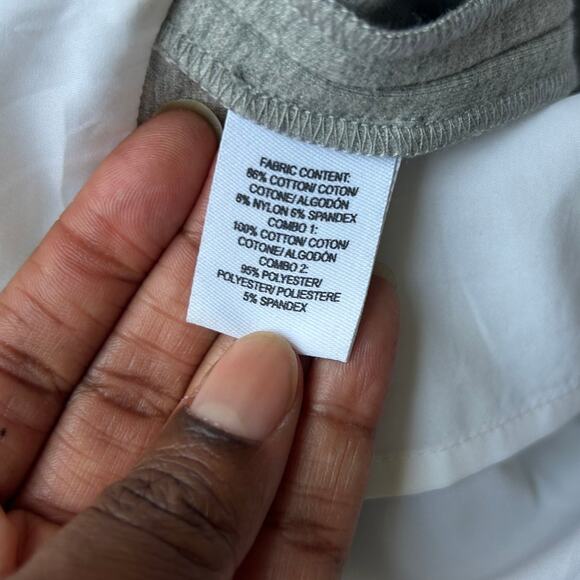 FABRIC CONTENT:
86% COTTON/ COTON/
COTONE/ ALGODÓN
8% NYLON 6% SPANDEX
COMBO 1:
100% COTTON/ COTON/
COTONE/ ALGODÓN
COMBO 2:
95% POLYESTER/
POLYESTER/ POLIESTERE
5% SPANDEX